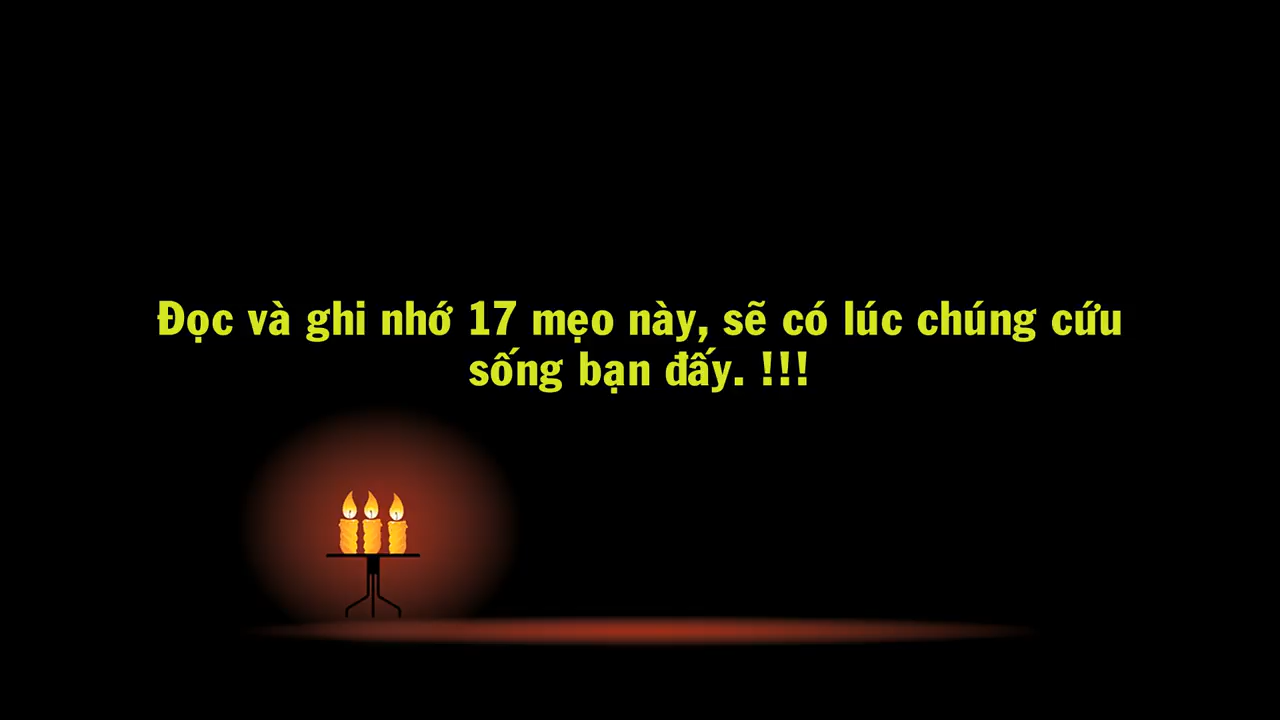 Đọc và ghi nhớ 17 mẹo này, sẽ có lúc chúng cứu
sống bạn đấy. !!!